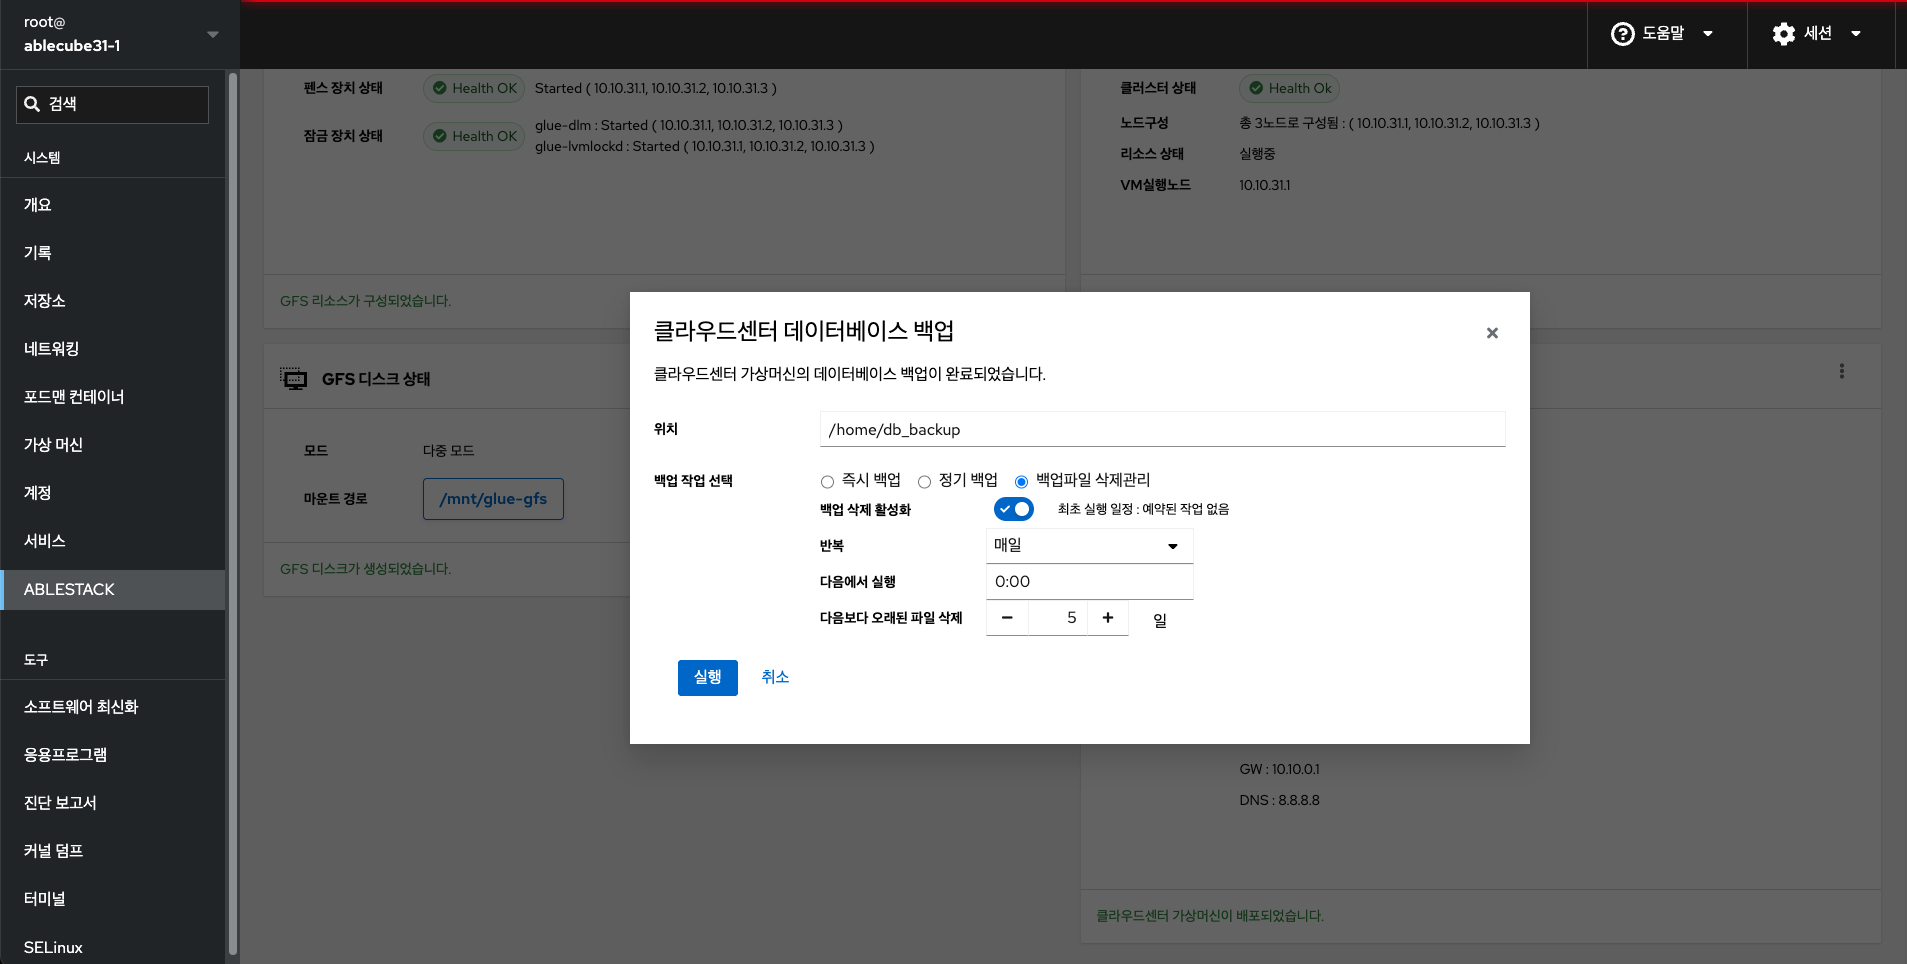 root@
ablecube31-1
도움말
세션
검색
시스템
개요
기록
저장소
네트워킹
포드맨 컨테이너
가상 머신
계정
서비스
ABLESTACK
도구
소프트웨어 최신화
응용프로그램
진단 보고서
커널 덤프
터미널
SELinux
펜스 장치 상태
Health OK
Started ( 10.10.31.1, 10.10.31.2, 10.10.31.3 )
잠금 장치 상태
Health OK
glue-dlm : Started ( 10.10.31.1, 10.10.31.2, 10.10.31.3 )
glue-lvmlockd : Started ( 10.10.31.1, 10.10.31.2, 10.10.31.3 )
GFS 리소스가 구성되었습니다.
클러스터 상태
Health Ok
노드구성
총 3노드로 구성됨 : ( 10.10.31.1, 10.10.31.2, 10.10.31.3 )
리소스 상태
실행중
VM실행노드
10.10.31.1
GFS 디스크 상태
모드
다중 모드
마운트 경로
/mnt/glue-gfs
GFS 디스크가 생성되었습니다.
클라우드센터 데이터베이스 백업
클라우드센터 가상머신의 데이터베이스 백업이 완료되었습니다.
위치
/home/db_backup
백업 작업 선택
즉시 백업
정기 백업
백업파일 삭제관리
백업 삭제 활성화
최초 실행 일정 : 예약된 작업 없음
반복
매일
다음에서 실행
0:00
다음보다 오래된 파일 삭제
5
일
실행
취소
GW : 10.10.0.1
DNS : 8.8.8.8
클라우드센터 가상머신이 배포되었습니다.